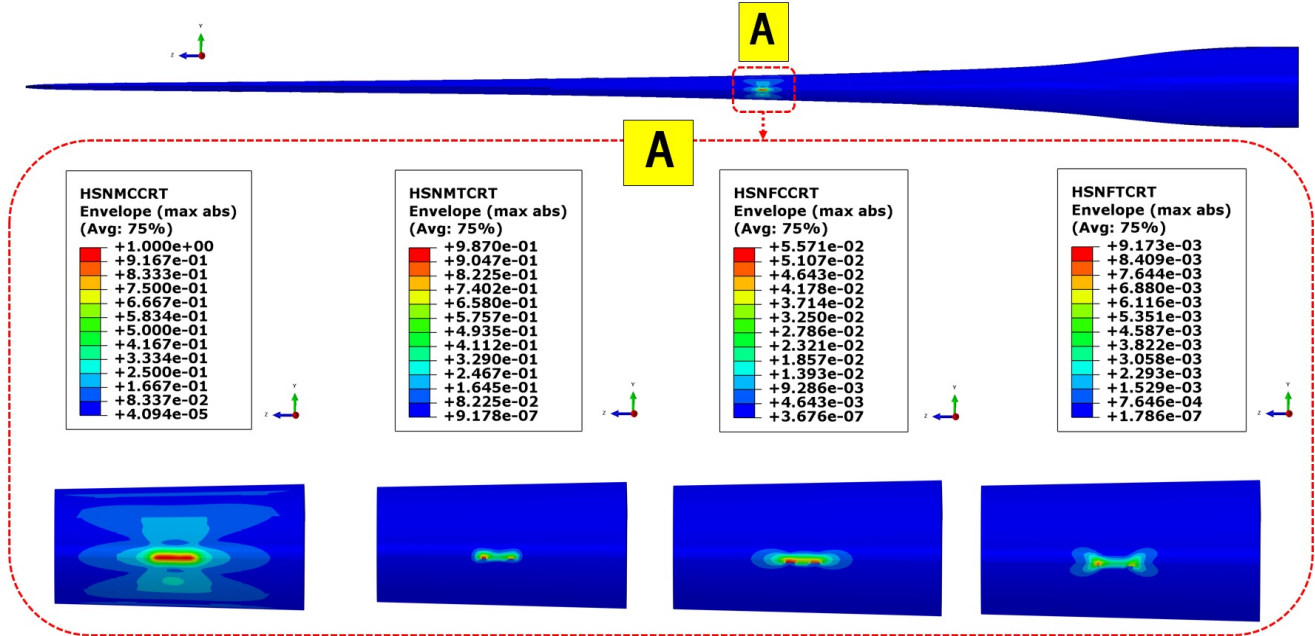 A
Y
Z
A
HSNMCCRT
Envelope (max abs)
(Avg: 75%)
+1.000e+00
+9.167e-01
+8.333e-01
+7.500e-01
+6.667e-01
+5.834e-01
+5.000e-01
+4.167e-01
+3.334e-01
+2.500e-01
+1.667e-01
+8.337e-02
+4.094e-05
Y
Z
HSNMTCRT
Envelope (max abs)
(Avg: 75%)
+9.870e-01
+9.047e-01
+8.225e-01
+7.402e-01
+6.580e-01
+5.757e-01
+4.935e-01
+4.112e-01
+3.290e-01
+2.467e-01
+1.645e-01
+8.225e-02
+9.178e-07
Y
Z
HSNFCCRT
Envelope (max abs)
(Avg: 75%)
+5.571e-02
+5.107e-02
+4.643e-02
+4.178e-02
+3.714e-02
+3.250e-02
+2.786e-02
+2.321e-02
+1.857e-02
+1.393e-02
+9.286e-03
+4.643e-03
+3.676e-07
Y
Z
HSNFTCRT
Envelope (max abs)
(Avg: 75%)
+9.173e-03
+8.409e-03
+7.644e-03
+6.880e-03
+6.116e-03
+5.351e-03
+4.587e-03
+3.822e-03
+3.058e-03
+2.293e-03
+1.529e-03
+7.646e-04
+1.786e-07
Y
Z